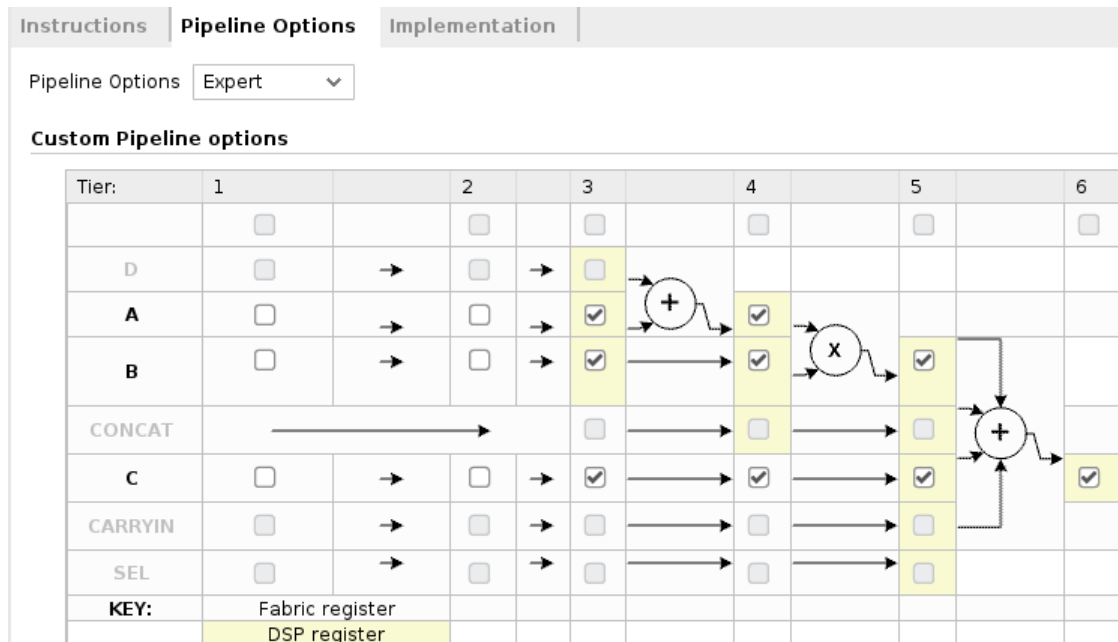 Instructions Pipeline Options Implementation
Pipeline Options Expert
Custom Pipeline options
Tier: 1 2 3 4 5 6
D
+
A
X
B
CONCAT
+
C
CARRYIN
SEL
KEY: Fabric register
DSP register